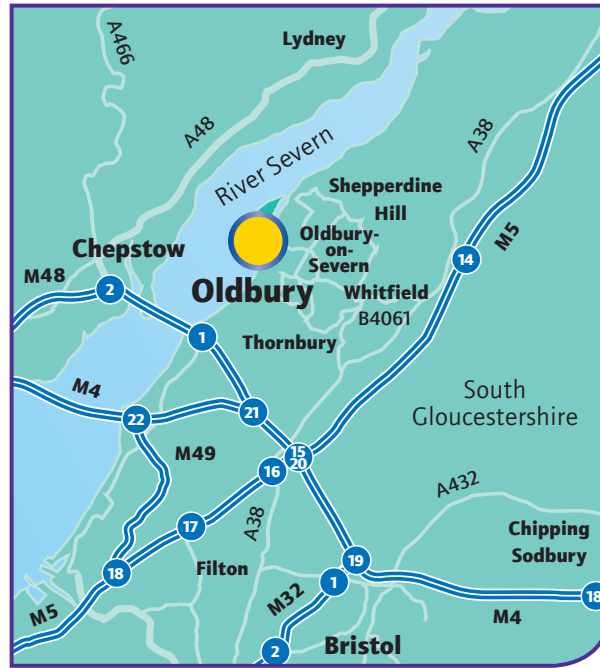 A466
Lydney
A48
River Severn
A38
Shepperdine
Hill
Oldbury-
on-
Severn
M5
14
Chepstow
M48
2
Oldbury
Whitfield
B4061
1
Thornbury
M4
22
21
South
Gloucestershire
M49
15
20
16
A432
17
A38
Chipping
Sodbury
18
Filton
19
1
M32
M4
18
M5
2
Bristol